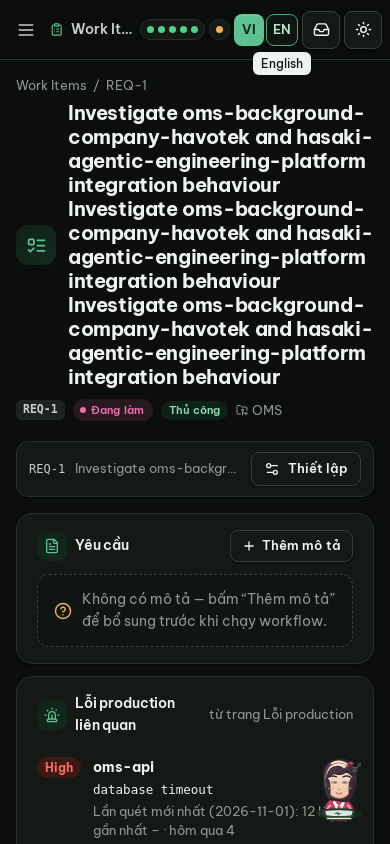 Work It...
VI
EN
English
Work Items / REQ-1
Investigate oms-background-
company-havotek and hasaki-
agentic-engineering-platform
integration behaviour
Investigate oms-background-
company-havotek and hasaki-
agentic-engineering-platform
integration behaviour
Investigate oms-background-
company-havotek and hasaki-
agentic-engineering-platform
integration behaviour
REQ-1 Đang làm Thủ công OMS
REQ-1 Investigate oms-backgr... Thiết lập
Yêu cầu
Thêm mô tả
Không có mô tả — bấm “Thêm mô tả”
để bổ sung trước khi chạy workflow.
Lỗi production
liên quan
từ trang Lỗi production
High oms-api
database timeout
Lần quét mới nhất (2026-11-01): 12
gần nhất – · hôm qua 4